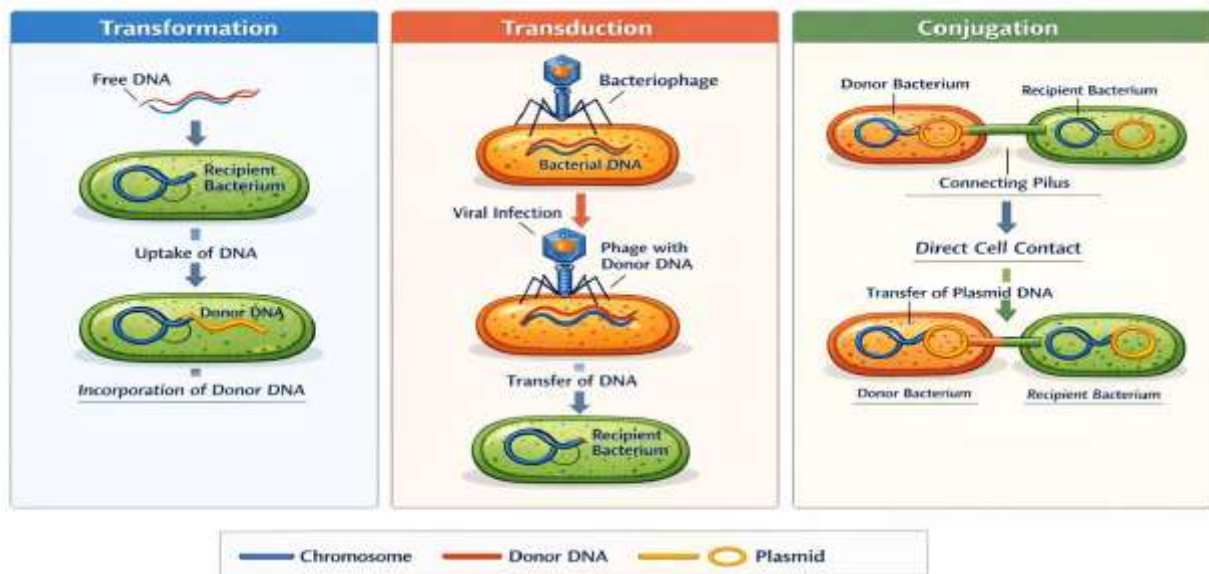 Transformation
Free DNA
Recipient
Bacterium
Uptake of DNA
Donor DNA
Incorporation of Donor DNA
Transduction
Bacteriophage
Bacterial DNA
Viral Infection
Phage with
Donor DNA
Transfer of DNA
Recipient
Bacterium
Conjugation
Donor Bacterium
Recipient Bacterium
Connecting Pilus
Direct Cell Contact
Transfer of Plasmid DNA
Donor Bacterium
Recipient Bacterium
Chromosome
Donor DNA
Plasmid